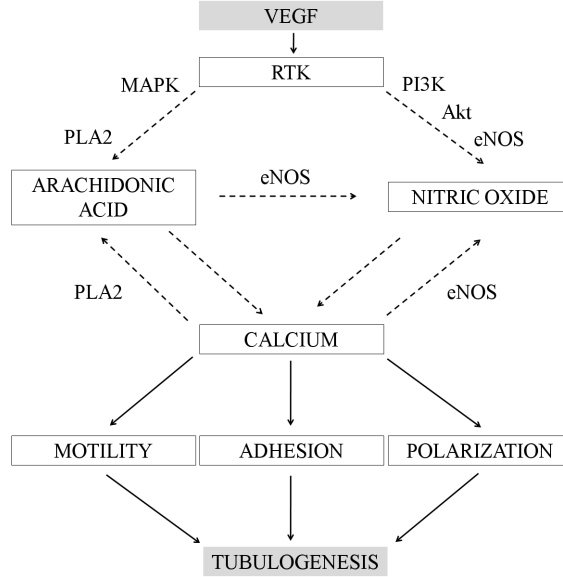 VEGF
RTK
MAPK
PI3K
Akt
PLA2
eNOS
ARACHIDONIC
ACID
eNOS
NITRIC OXIDE
PLA2
eNOS
CALCIUM
MOTILITY
ADHESION
POLARIZATION
TUBULOGENESIS